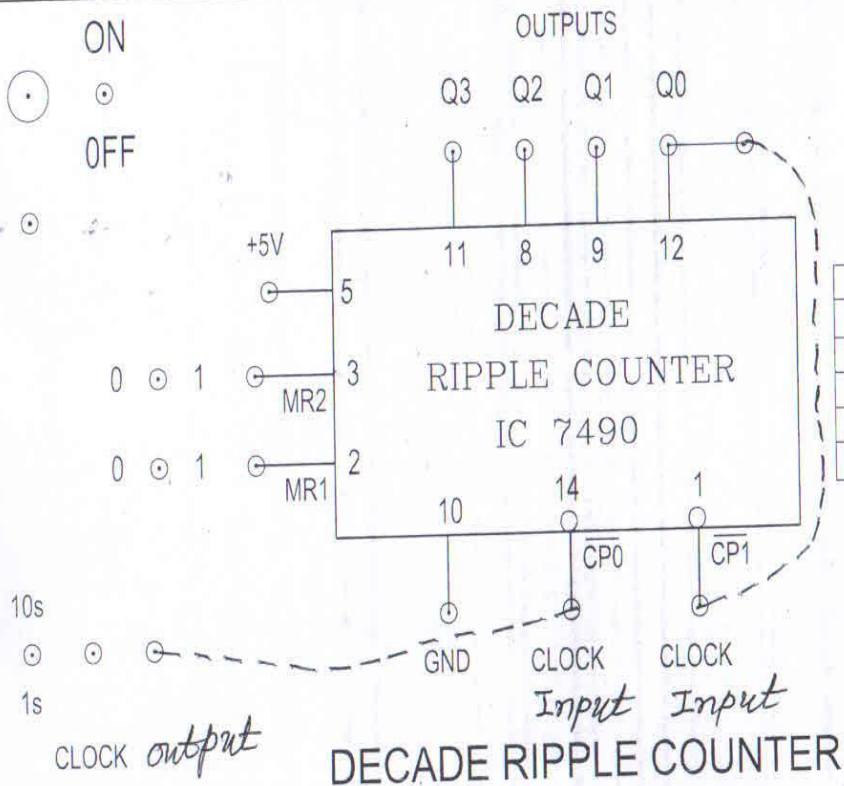 ON
OFF
OUTPUTS
Q3 Q2 Q1 Q0
+5V
11 8 9 12
5
DECADE
RIPPLE COUNTER
IC 7490
0 1 MR2 3
0 1 MR1 2
10 14 1
CP0 CP1
10s
1s
GND CLOCK CLOCK
Input Input
CLOCK output
DECADE RIPPLE COUNTER